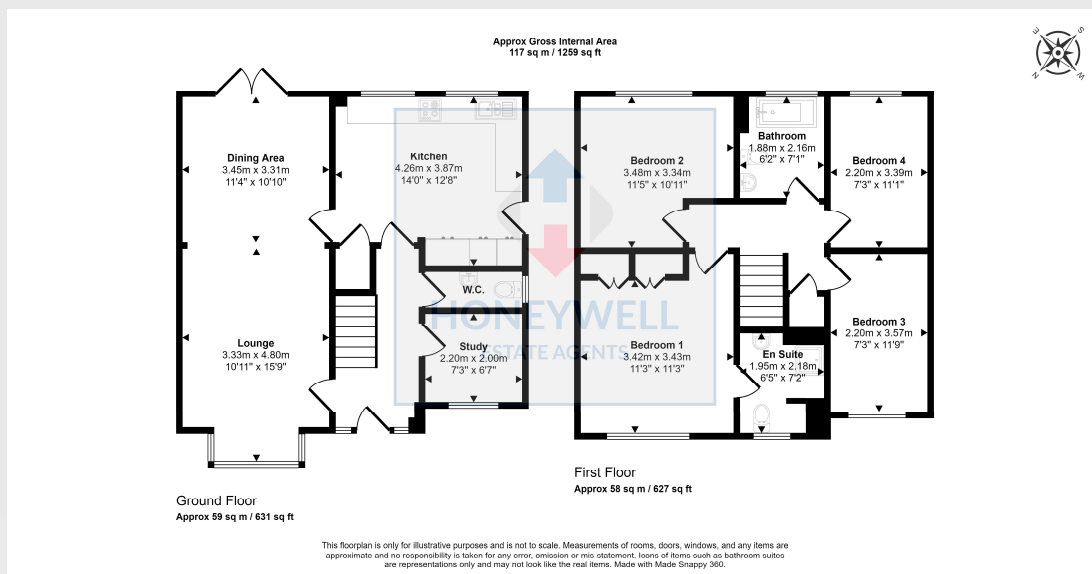 Approx Gross Internal Area
117 sq m / 1259 sq ft
E
S
N
W
Dining Area
3.45m x 3.31m
11'4" x 10'10"
Kitchen
4.26m x 3.87m
14'0" x 12'8"
Lounge
3.33m x 4.80m
10'11" x 15'9"
W.C.
Study
2.20m x 2.00m
7'3" x 6'7"
HONEYWELL
ESTATE AGENTS
Bedroom 2
3.48m x 3.34m
11'5" x 10'11"
Bathroom
1.88m x 2.16m
6'2" x 7'1"
Bedroom 4
2.20m x 3.39m
7'3" x 11'1"
Bedroom 1
3.42m x 3.43m
11'3" x 11'3"
En Suite
1.95m x 2.18m
6'5" x 7'2"
Bedroom 3
2.20m x 3.57m
7'3" x 11'9"
Ground Floor
Approx 59 sq m / 631 sq ft
First Floor
Approx 58 sq m / 627 sq ft
This floorplan is only for illustrative purposes and is not to scale. Measurements of rooms, doors, windows, and any items are
approximate and no responsibility is taken for any error, omission or mis statement. Icons of items such as bathroom suites
are representations only and may not look like the real items. Made with Made Snappy 360.